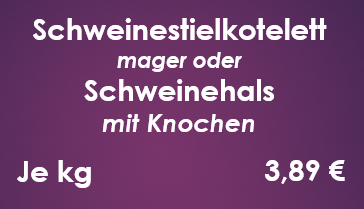 Schweinestielkotelett
mager oder
Schweinehals
mit Knochen
Je kg 3,89 €